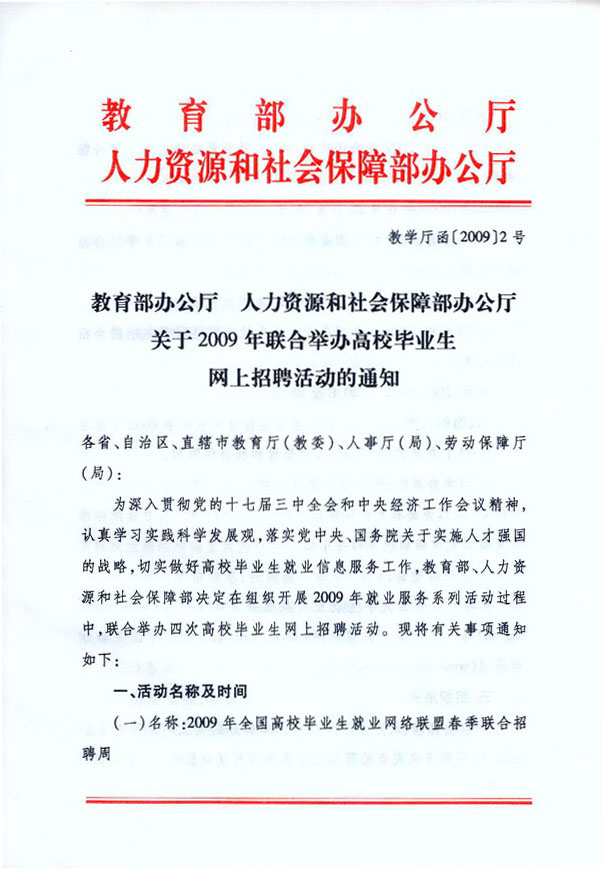 教育部办公厅
人力资源和社会保障部办公厅
教学厅函〔2009〕2号
教育部办公厅 人力资源和社会保障部办公厅
关于2009年联合举办高校毕业生
网上招聘活动的通知
各省、自治区、直辖市教育厅(教委)、人事厅(局)、劳动保障厅
(局):
为深入贯彻党的十七届三中全会和中央经济工作会议精神,
认真学习实践科学发展观,落实党中央、国务院关于实施人才强国
的战略,切实做好高校毕业生就业信息服务工作,教育部、人力资
源和社会保障部决定在组织开展2009年就业服务系列活动过程
中,联合举办四次高校毕业生网上招聘活动。现将有关事项通知
如下:
一、活动名称及时间
(一)名称:2009年全国高校毕业生就业网络联盟春季联合招
聘周